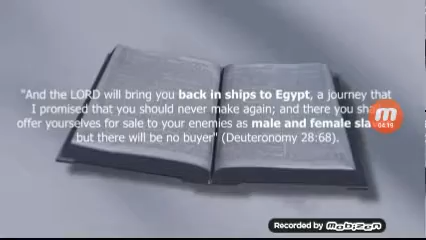 "And the LORD will bring you back in ships to Egypt, a journey that
I promised that you should never make again; and there you
offer yourselves for sale to your enemies as male and female
but there will be no buyer" (Deuteronomy 28:68).
04:19
Recorded by mobizen